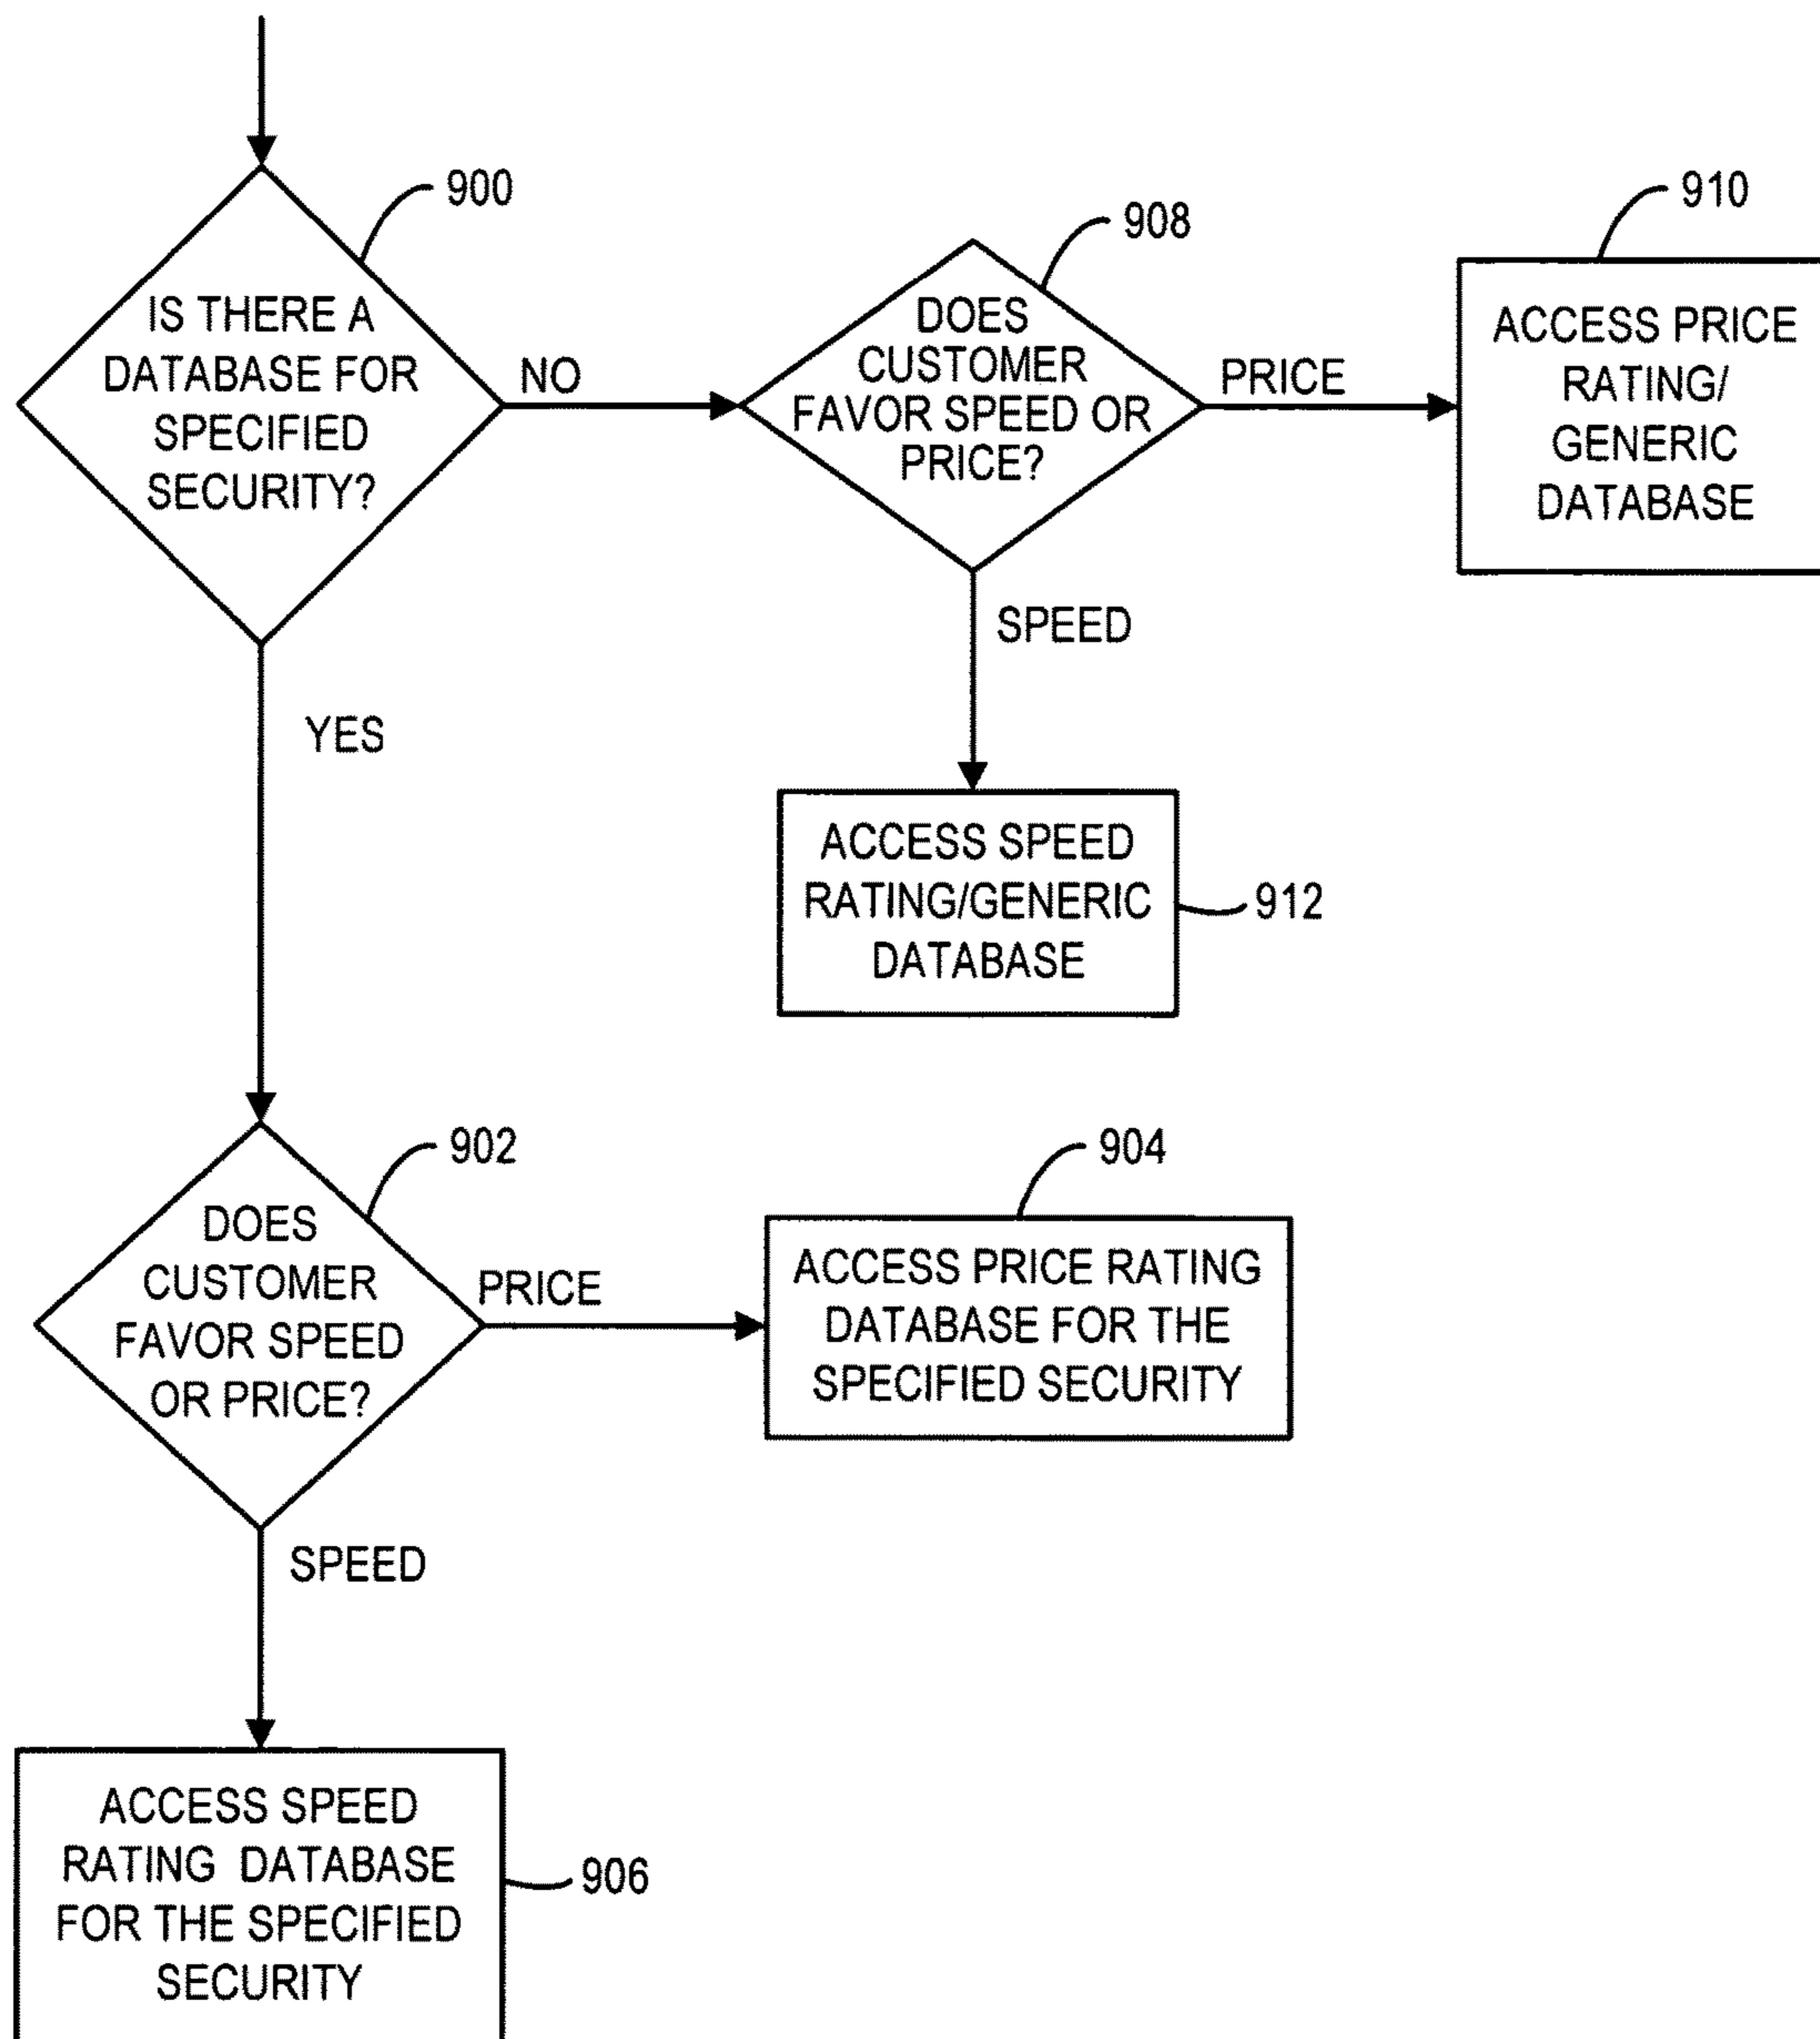 900
IS THERE A
DATABASE FOR
SPECIFIED
SECURITY?
NO
908
DOES
CUSTOMER
FAVOR SPEED OR
PRICE?
PRICE
910
ACCESS PRICE
RATING/
GENERIC
DATABASE
SPEED
ACCESS SPEED
RATING/GENERIC
DATABASE
912
YES
902
DOES
CUSTOMER
FAVOR SPEED
OR PRICE?
PRICE
904
ACCESS PRICE RATING
DATABASE FOR THE
SPECIFIED SECURITY
SPEED
ACCESS SPEED
RATING DATABASE
FOR THE SPECIFIED
SECURITY
906